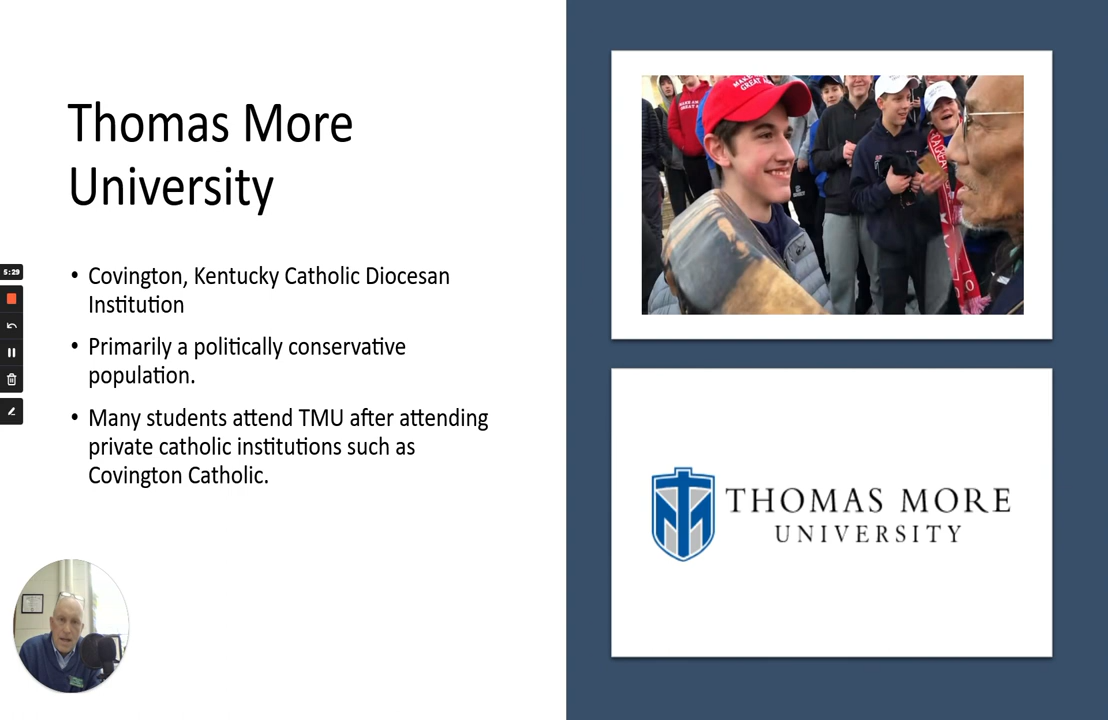 Thomas More
University
• Covington, Kentucky Catholic Diocesan
Institution
• Primarily a politically conservative
population.
• Many students attend TMU after attending
private catholic institutions such as
Covington Catholic.
5:29
GREAT
THOMAS MORE
UNIVERSITY